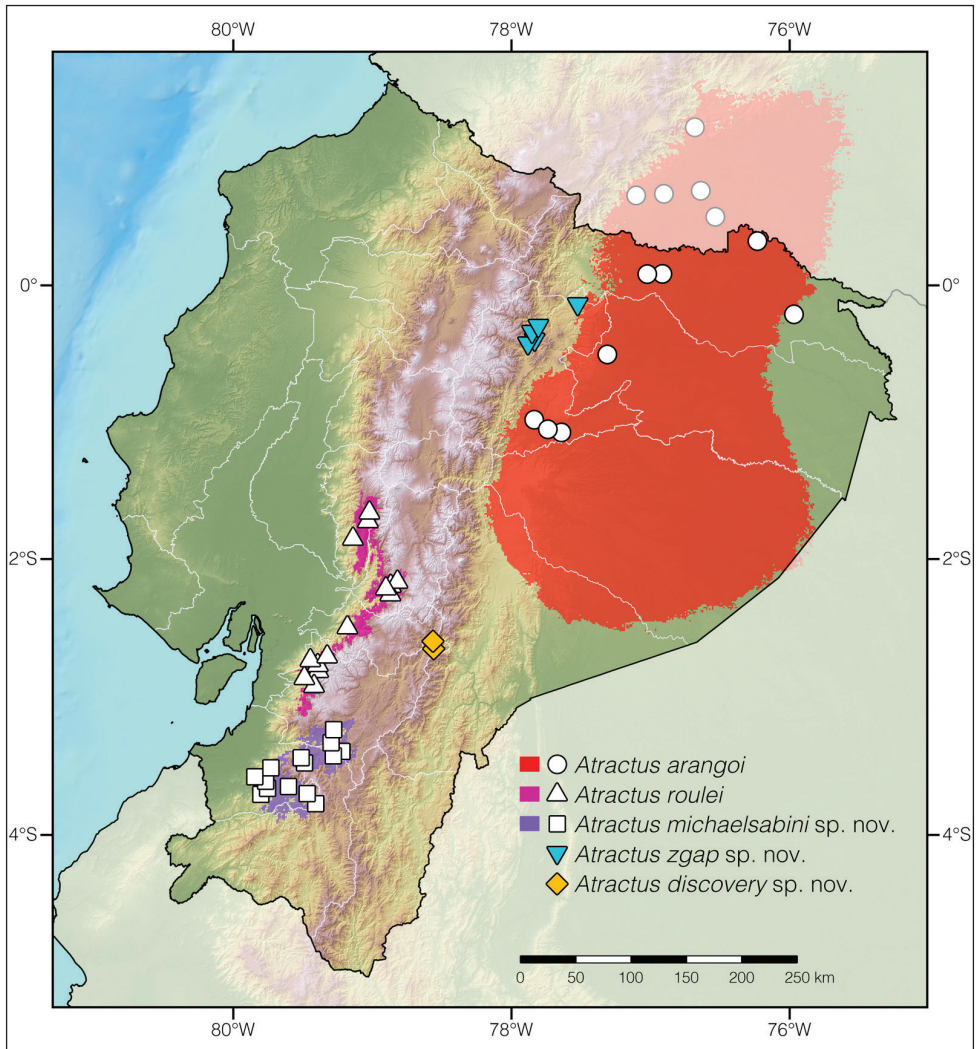 80°W 78°W 76°W
0° 0°
2°S 2°S
4°S 4°S
Atractus arangoi
Atractus roulei
Atractus michaelsabini sp. nov.
Atractus zgap sp. nov.
Atractus discovery sp. nov.
0 50 100 150 200 250 km
80°W 78°W 76°W